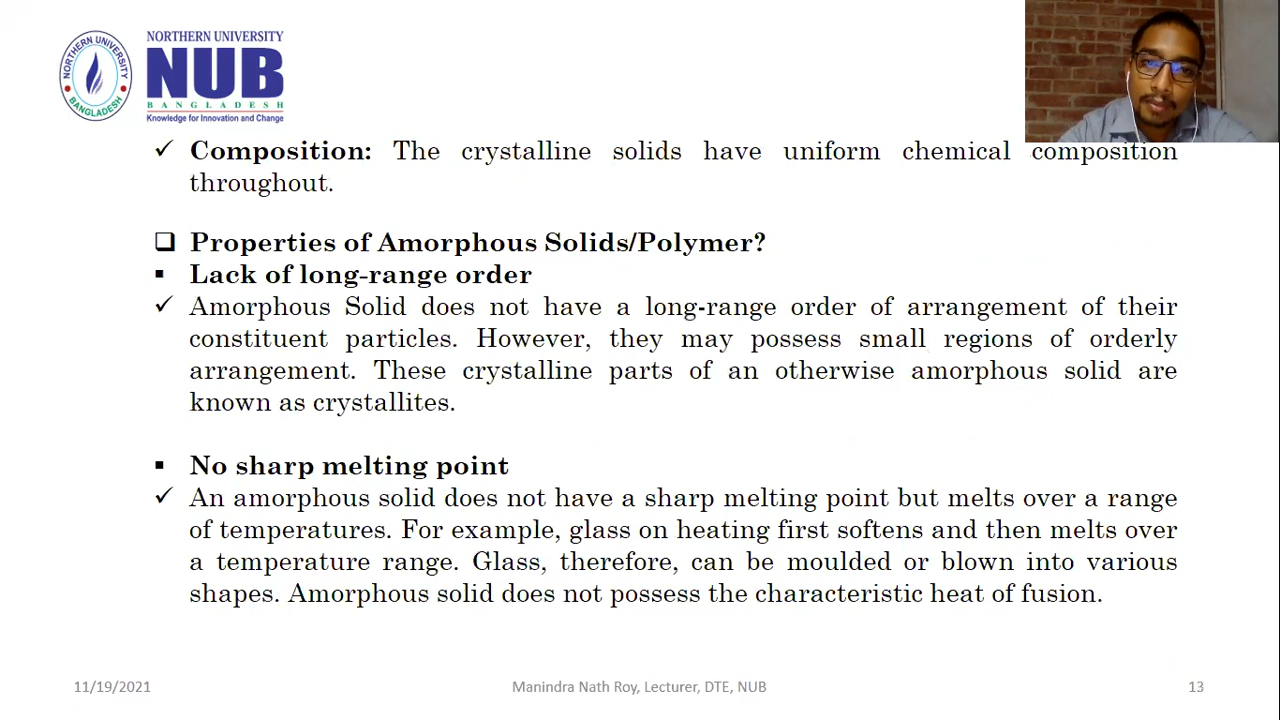 NORTHERN UNIVERSITY
NUB
BANGLADESH
Knowledge for Innovation and Change
NORTHERN UNIVERSITY
BANGLADESH
✓ Composition: The crystalline solids have uniform chemical composition
throughout.
❑ Properties of Amorphous Solids/Polymer?
▪ Lack of long-range order
✓ Amorphous Solid does not have a long-range order of arrangement of their
constituent particles. However, they may possess small regions of orderly
arrangement. These crystalline parts of an otherwise amorphous solid are
known as crystallites.
▪ No sharp melting point
✓ An amorphous solid does not have a sharp melting point but melts over a range
of temperatures. For example, glass on heating first softens and then melts over
a temperature range. Glass, therefore, can be moulded or blown into various
shapes. Amorphous solid does not possess the characteristic heat of fusion.
11/19/2021
Manindra Nath Roy, Lecturer, DTE, NUB
13